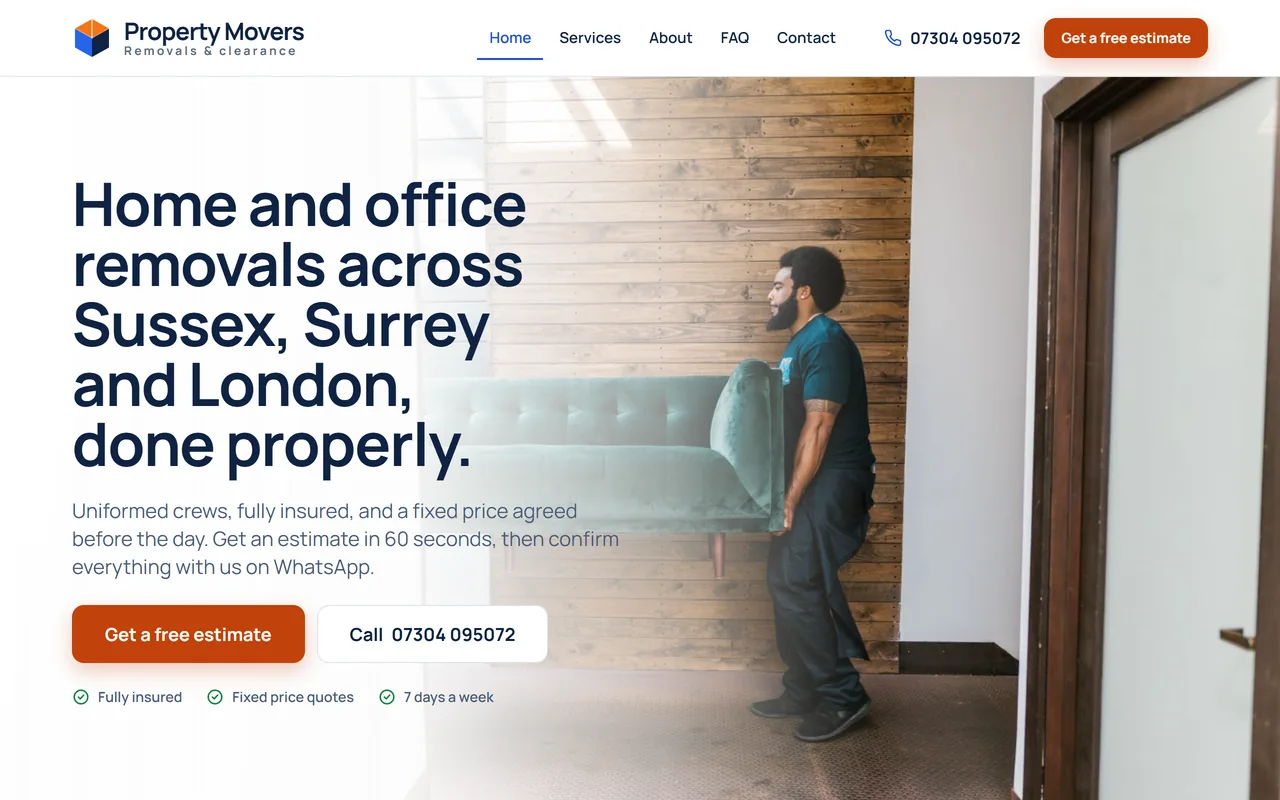 Property Movers
Removals & clearance
Home
Services
About
FAQ
Contact
07304 095072
Get a free estimate
Home and office
removals across
Sussex, Surrey
and London,
done properly.
Uniformed crews, fully insured, and a fixed price agreed
before the day. Get an estimate in 60 seconds, then confirm
everything with us on WhatsApp.
Get a free estimate
Call 07304 095072
Fully insured
Fixed price quotes
7 days a week